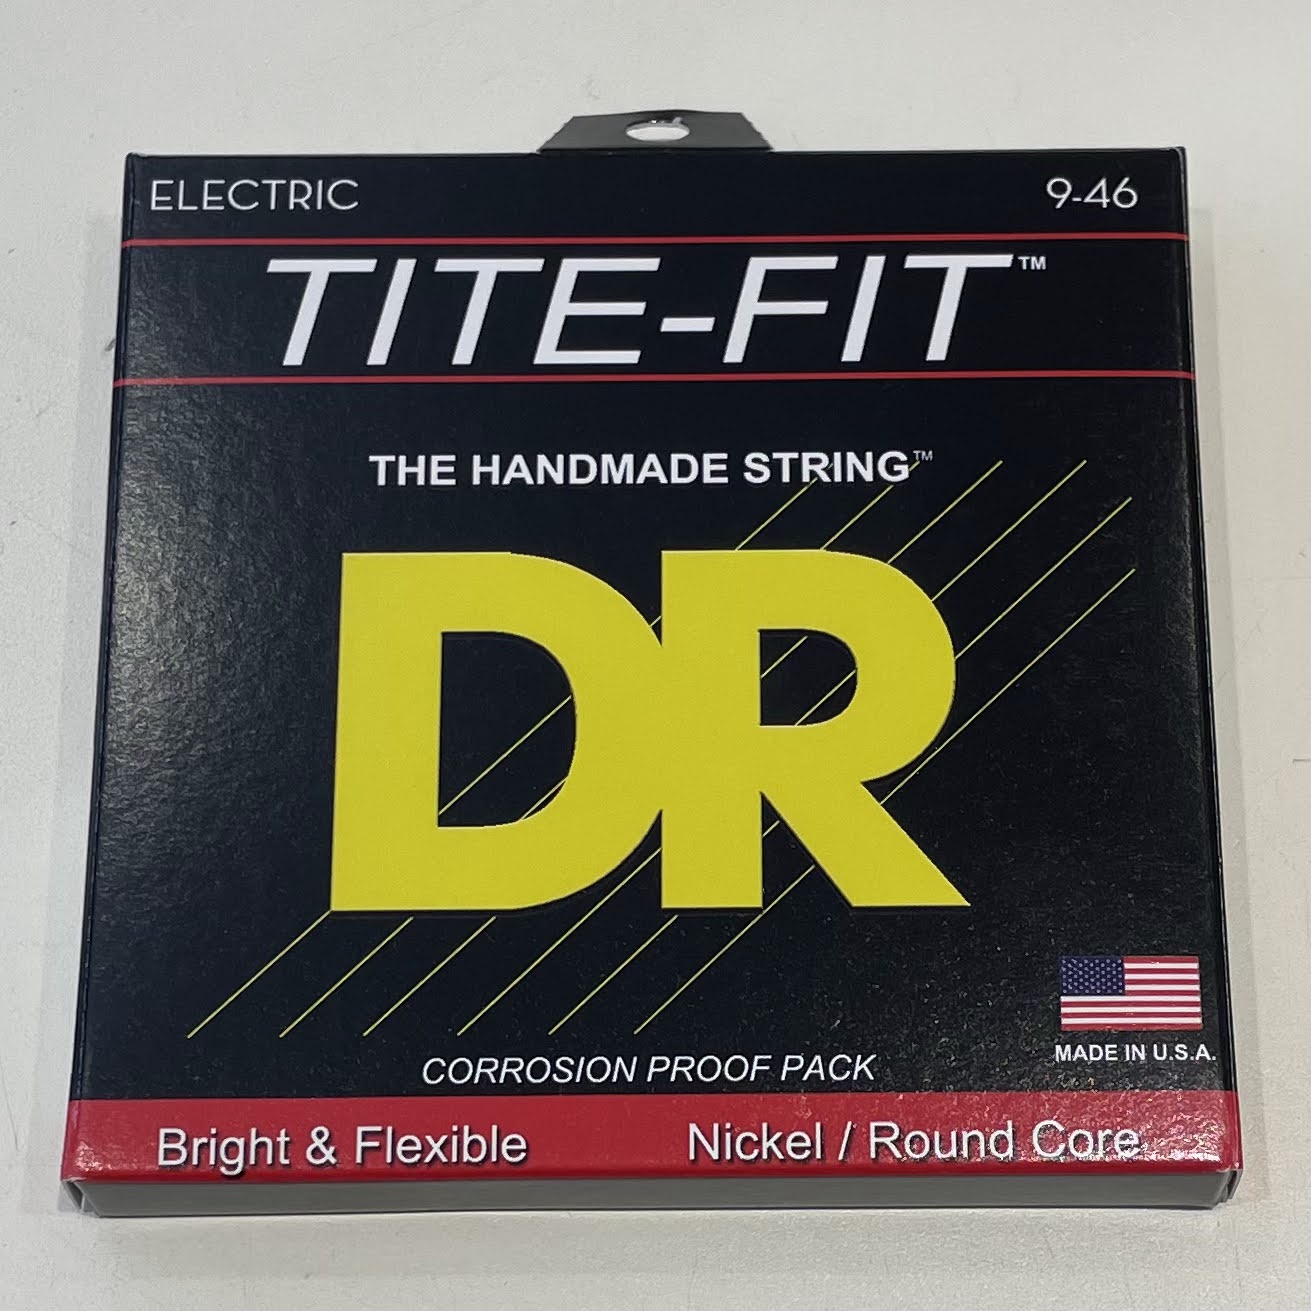 ELECTRIC 9-46
TITE-FIT™
THE HANDMADE STRING™
DR
MADE IN U.S.A.
CORROSION PROOF PACK
Bright & Flexible Nickel / Round Core